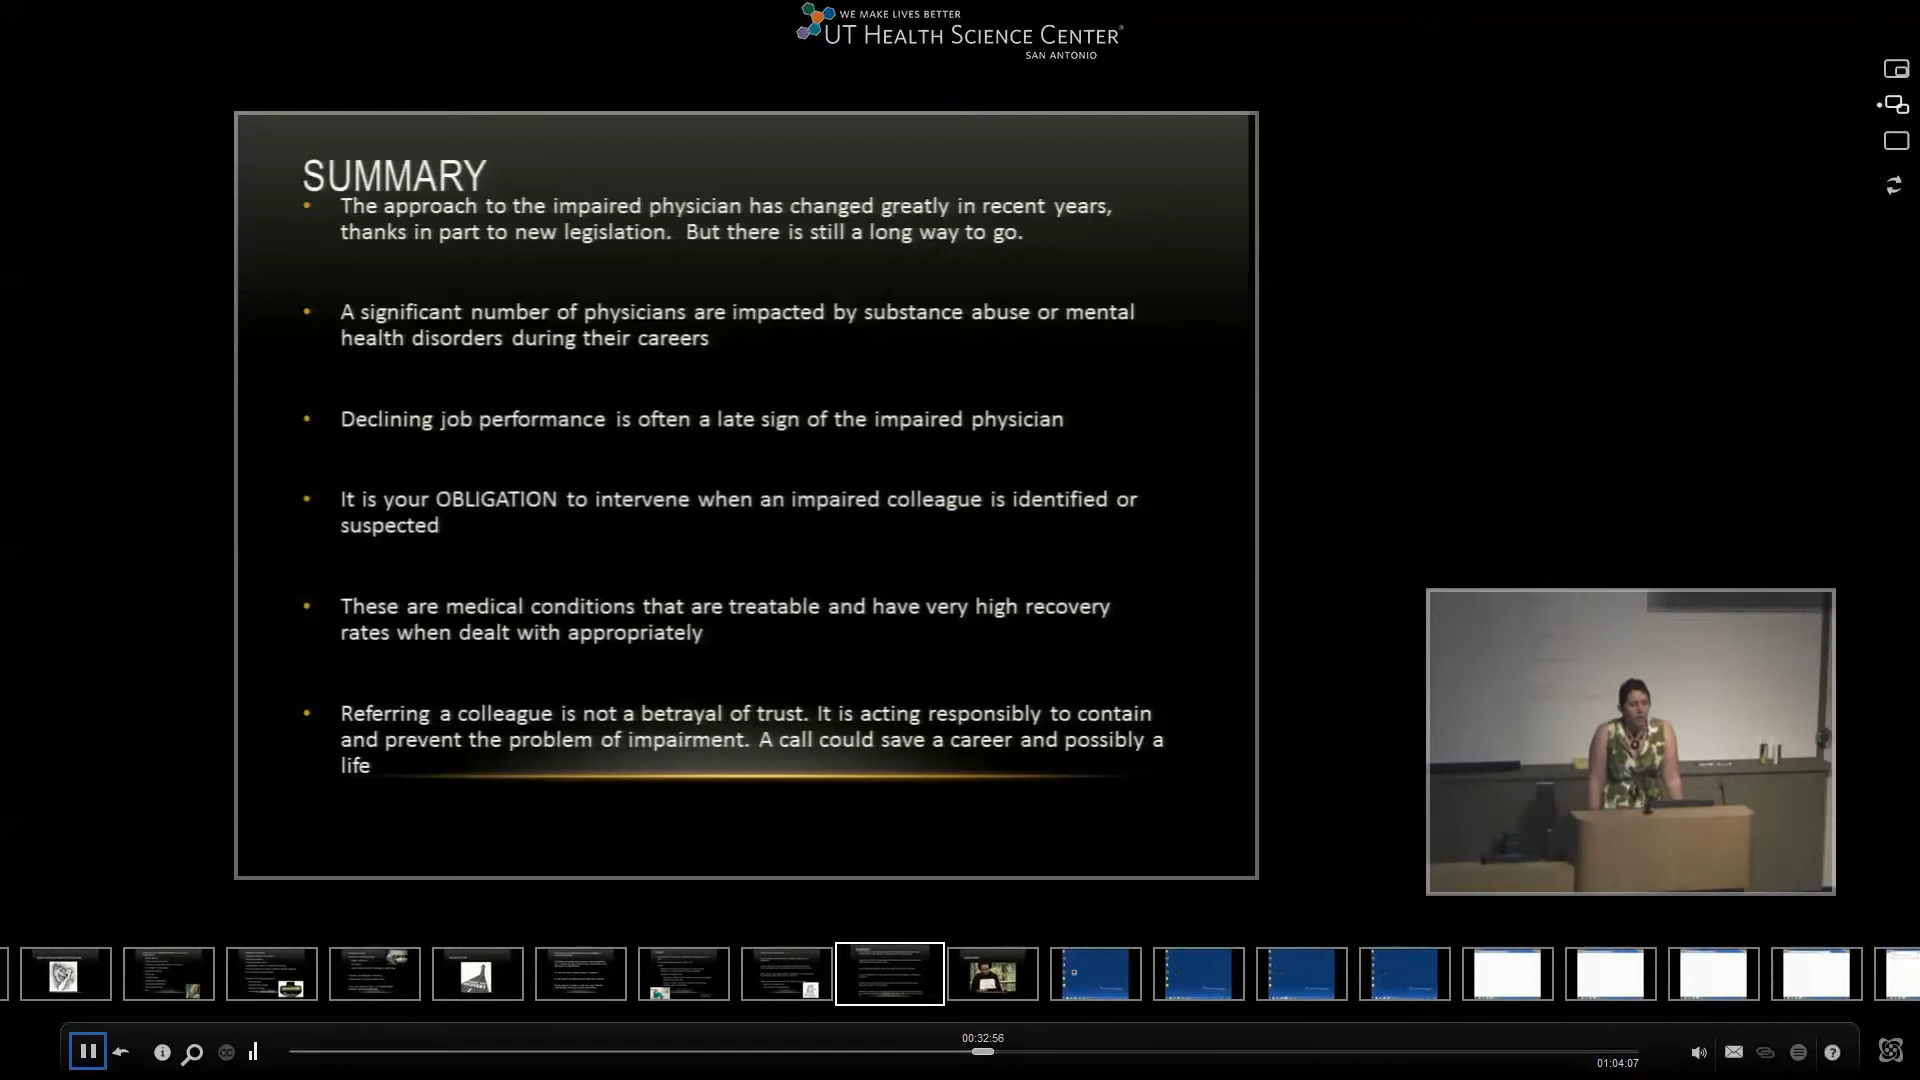 WE MAKE LIVES BETTER
UT HEALTH SCIENCE CENTER®
SAN ANTONIO
SUMMARY
• The approach to the impaired physician has changed greatly in recent years,
thanks in part to new legislation.  But there is still a long way to go.
• A significant number of physicians are impacted by substance abuse or mental
health disorders during their careers
• Declining job performance is often a late sign of the impaired physician
• It is your OBLIGATION to intervene when an impaired colleague is identified or
suspected
• These are medical conditions that are treatable and have very high recovery
rates when dealt with appropriately
• Referring a colleague is not a betrayal of trust. It is acting responsibly to contain
and prevent the problem of impairment. A call could save a career and possibly a
life
00:32:56
01:04:07